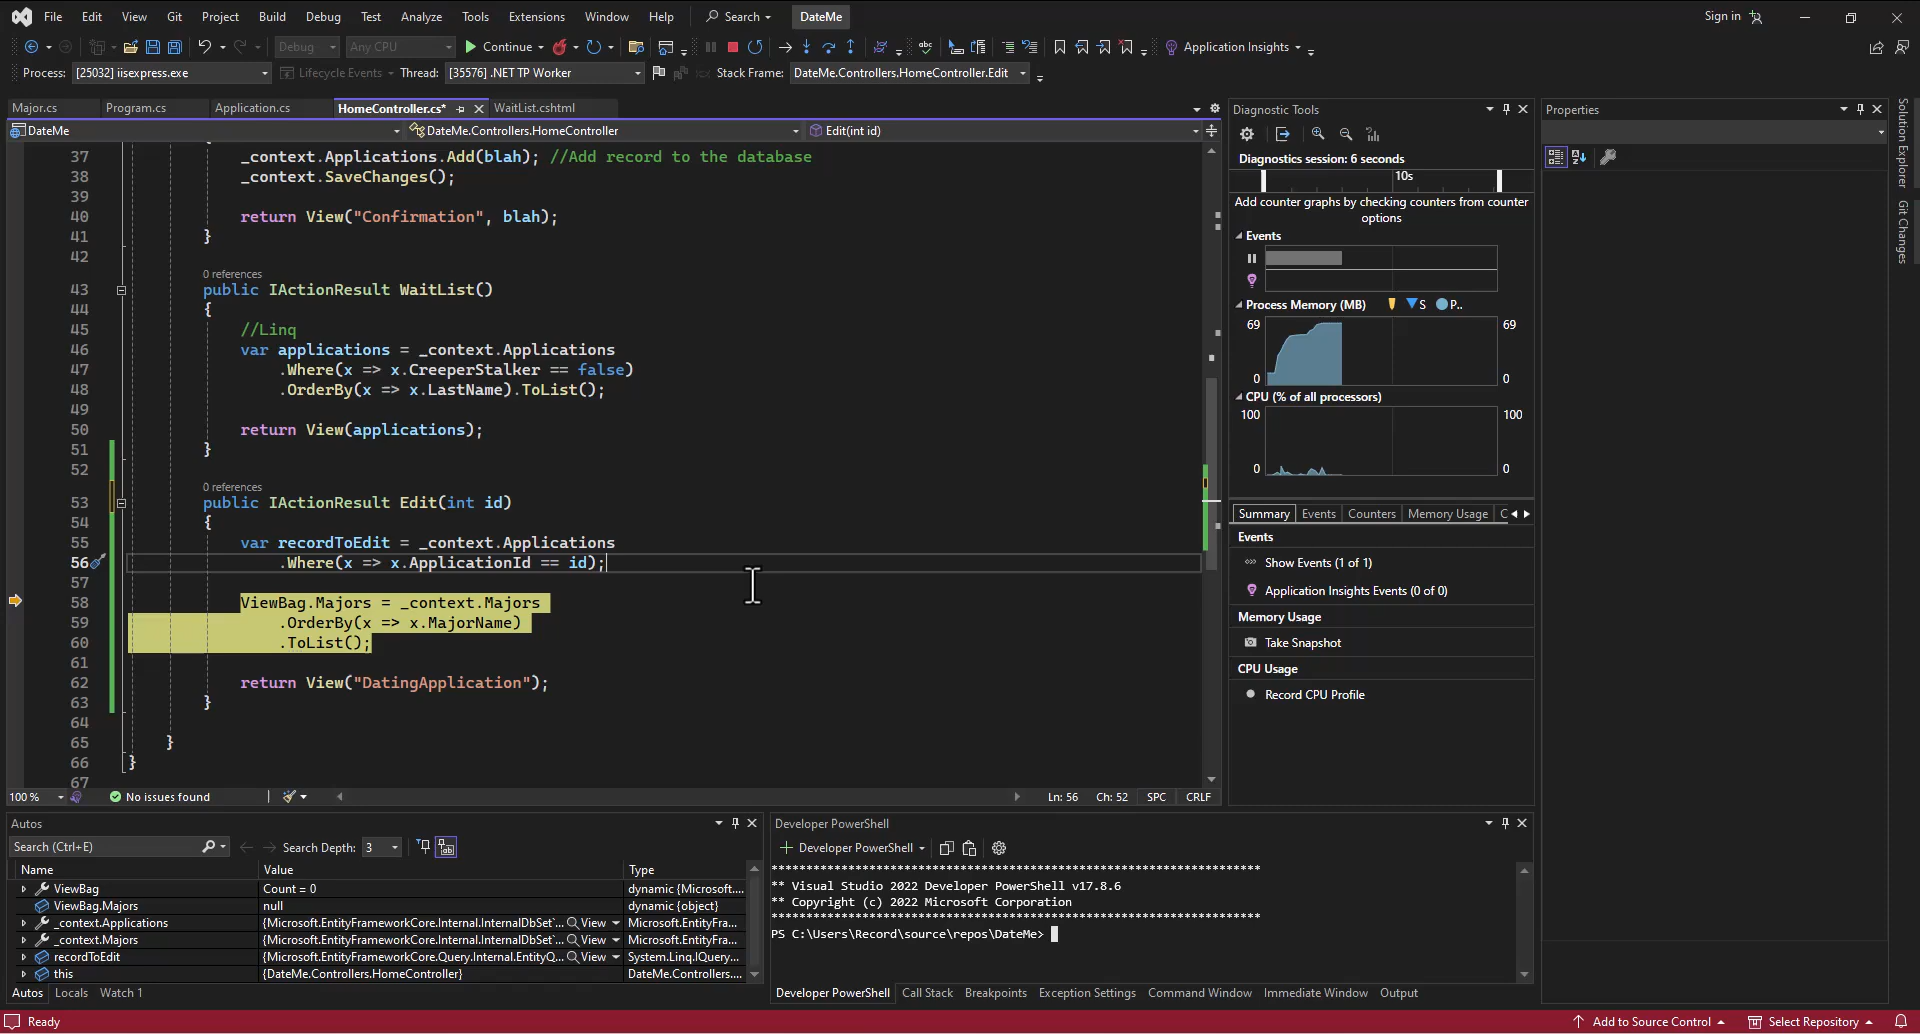 File Edit View Git Project Build Debug Test Analyze Tools Extensions Window Help Search DateMe Sign in
Debug Any CPU Continue Application Insights
Process: [25032] iisexpress.exe Lifecycle Events Thread: [35576] .NET TP Worker Stack Frame: DateMe.Controllers.HomeController.Edit
Major.cs Program.cs Application.cs HomeController.cs* WaitList.cshtml
DateMe DateMe.Controllers.HomeController Edit(int id)
37 _context.Applications.Add(blah); //Add record to the database
38 _context.SaveChanges();
39
40 return View("Confirmation", blah);
41 }
42
0 references
43 public IActionResult WaitList()
44 {
45 //Linq
46 var applications = _context.Applications
47 .Where(x => x.CreeperStalker == false)
48 .OrderBy(x => x.LastName).ToList();
49
50 return View(applications);
51 }
52
0 references
53 public IActionResult Edit(int id)
54 {
55 var recordToEdit = _context.Applications
56 .Where(x => x.ApplicationId == id);
57
58 ViewBag.Majors = _context.Majors
59 .OrderBy(x => x.MajorName)
60 .ToList();
61
62 return View("DatingApplication");
63 }
64
65 }
66 }
67
100 % No issues found Ln: 56 Ch: 52 SPC CRLF
Diagnostic Tools
Diagnostics session: 6 seconds
10s
Add counter graphs by checking counters from counter
options
Events
Process Memory (MB) S P..
69 69
0 0
CPU (% of all processors)
100 100
0 0
Summary Events Counters Memory Usage C
Events
Show Events (1 of 1)
Application Insights Events (0 of 0)
Memory Usage
Take Snapshot
CPU Usage
Record CPU Profile
Properties
Solution Explorer
Git Changes
Autos
Search (Ctrl+E) Search Depth: 3
Name Value Type
ViewBag Count = 0 dynamic {Microsoft....
ViewBag.Majors null dynamic {object}
_context.Applications {Microsoft.EntityFrameworkCore.Internal.InternalDbSet`... View Microsoft.EntityFra...
_context.Majors {Microsoft.EntityFrameworkCore.Internal.InternalDbSet`... View Microsoft.EntityFra...
recordToEdit {Microsoft.EntityFrameworkCore.Query.Internal.EntityQ... View System.Linq.IQuery...
this {DateMe.Controllers.HomeController} DateMe.Controllers....
Autos Locals Watch 1
Developer PowerShell
Developer PowerShell
**********************************************************************
** Visual Studio 2022 Developer PowerShell v17.8.6
** Copyright (c) 2022 Microsoft Corporation
**********************************************************************
PS C:\Users\Record\source\repos\DateMe>
Developer PowerShell Call Stack Breakpoints Exception Settings Command Window Immediate Window Output
Ready Add to Source Control Select Repository